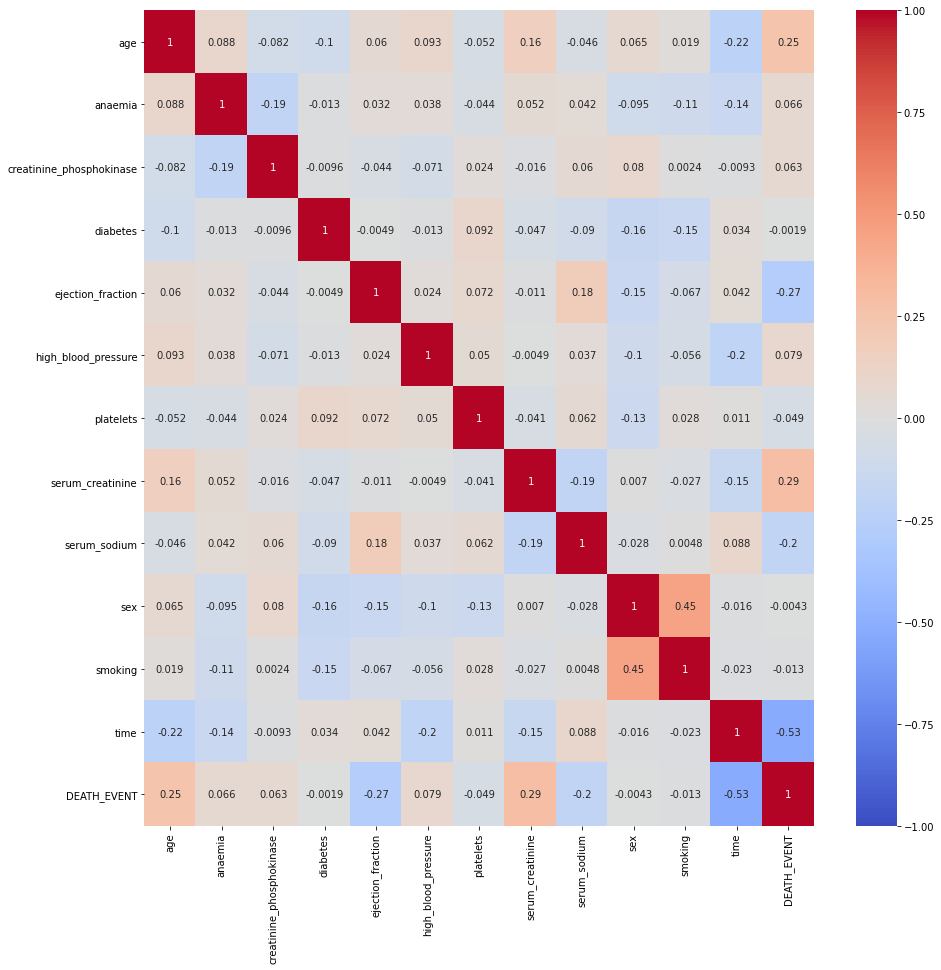 age 1 0.088 -0.082 -0.1 0.06 0.093 -0.052 0.16 -0.046 0.065 0.019 -0.22 0.25
anaemia 0.088 1 -0.19 -0.013 0.032 0.038 -0.044 0.052 0.042 -0.095 -0.11 -0.14 0.066
creatinine_phosphokinase -0.082 -0.19 1 -0.0096 -0.044 -0.071 0.024 -0.016 0.06 0.08 0.0024 -0.0093 0.063
diabetes -0.1 -0.013 -0.0096 1 -0.0049 -0.013 0.092 -0.047 -0.09 -0.16 -0.15 0.034 -0.0019
ejection_fraction 0.06 0.032 -0.044 -0.0049 1 0.024 0.072 -0.011 0.18 -0.15 -0.067 0.042 -0.27
high_blood_pressure 0.093 0.038 -0.071 -0.013 0.024 1 0.05 -0.0049 0.037 -0.1 -0.056 -0.2 0.079
platelets -0.052 -0.044 0.024 0.092 0.072 0.05 1 -0.041 0.062 -0.13 0.028 0.011 -0.049
serum_creatinine 0.16 0.052 -0.016 -0.047 -0.011 -0.0049 -0.041 1 -0.19 0.007 -0.027 -0.15 0.29
serum_sodium -0.046 0.042 0.06 -0.09 0.18 0.037 0.062 -0.19 1 -0.028 0.0048 0.088 -0.2
sex 0.065 -0.095 0.08 -0.16 -0.15 -0.1 -0.13 0.007 -0.028 1 0.45 -0.016 -0.0043
smoking 0.019 -0.11 0.0024 -0.15 -0.067 -0.056 0.028 -0.027 0.0048 0.45 1 -0.023 -0.013
time -0.22 -0.14 -0.0093 0.034 0.042 -0.2 0.011 -0.15 0.088 -0.016 -0.023 1 -0.53
DEATH_EVENT 0.25 0.066 0.063 -0.0019 -0.27 0.079 -0.049 0.29 -0.2 -0.0043 -0.013 -0.53 1
age
anaemia
creatinine_phosphokinase
diabetes
ejection_fraction
high_blood_pressure
platelets
serum_creatinine
serum_sodium
sex
smoking
time
DEATH_EVENT
1.00
0.75
0.50
0.25
0.00
−0.25
−0.50
−0.75
−1.00